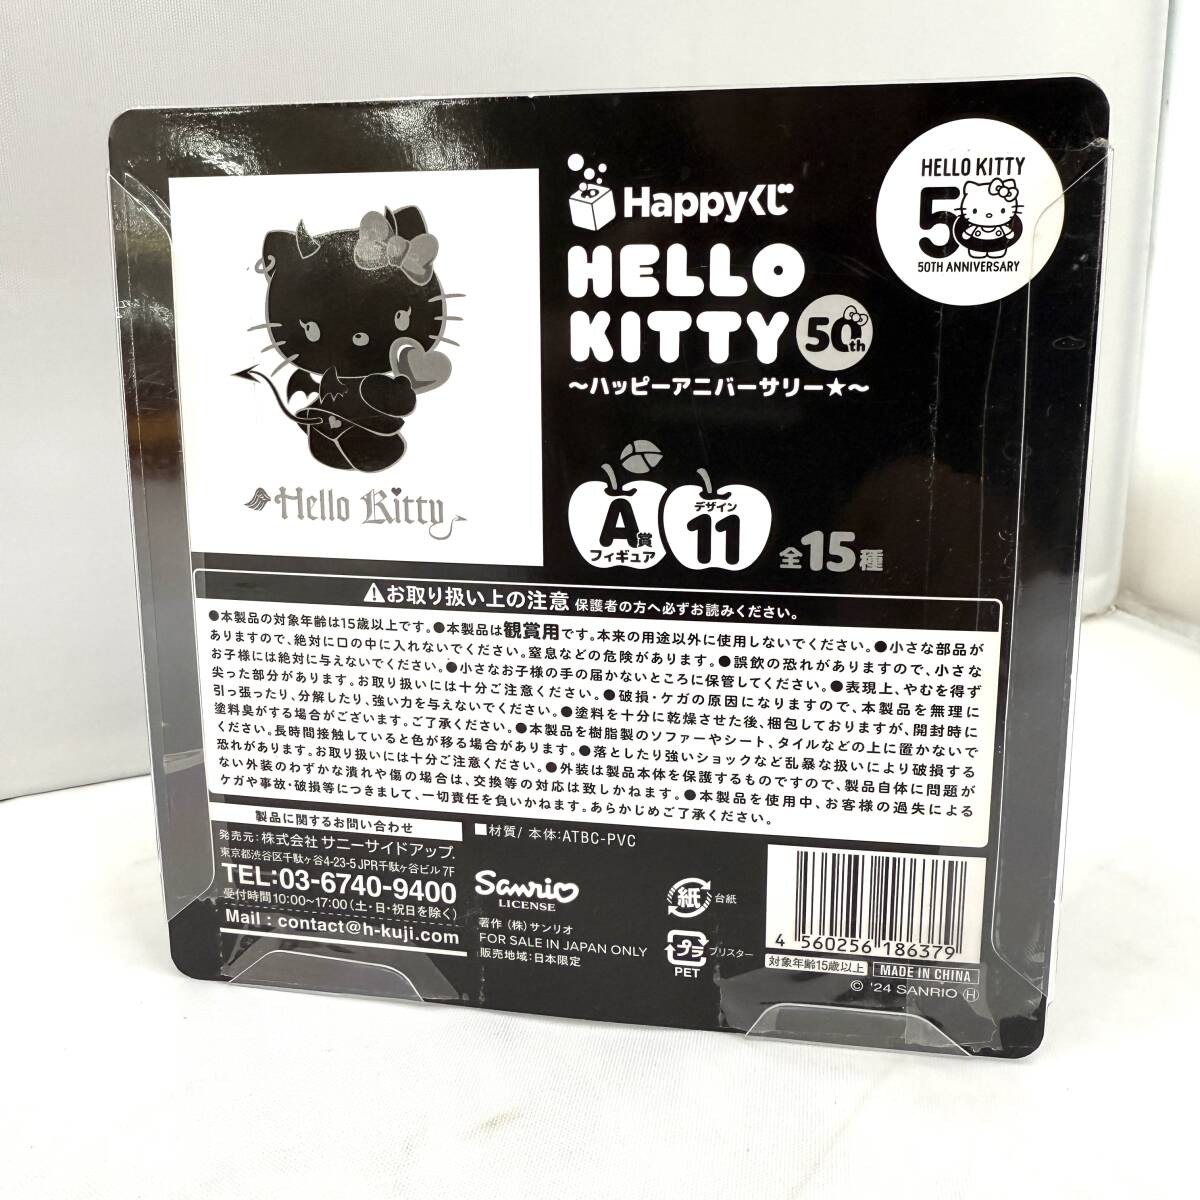 Happyくじ
HELLO
KITTY 50th
～ハッピーアニバーサリー★～
HELLO KITTY
50
50TH ANNIVERSARY
Hello Kitty
A賞
フィギュア
デザイン
11
全15種
⚠お取り扱い上の注意 保護者の方へ必ずお読みください。
●本製品の対象年齢は15歳以上です。●本製品は観賞用です。本来の用途以外に使用しないでください。●小さな部品が
ありますので、絶対に口の中に入れないでください。窒息などの危険があります。●誤飲の恐れがありますので、小さな
お子様には絶対に与えないでください。●小さなお子様の手の届かないところに保管してください。●表現上、やむを得ず
尖った部分があります。お取り扱いには十分ご注意ください。●破損・ケガの原因になりますので、本製品を無理に
引っ張ったり、分解したり、強い力を与えないでください。●塗料を十分に乾燥させた後、梱包しておりますが、開封時に
塗料臭がする場合がございます。ご了承ください。●本製品を樹脂製のソファーやシート、タイルなどの上に置かないで
ください。長時間接触していると色が移る場合があります。●落としたり強いショックなど乱暴な扱いにより破損する
恐れがあります。お取り扱いには十分ご注意ください。●外装は製品本体を保護するものですので、製品自体に問題が
ない外装のわずかな潰れや傷の場合は、交換等の対応は致しかねます。●本製品を使用中、お客様の過失による
ケガや事故・破損等につきまして、一切責任を負いかねます。あらかじめご了承ください。
製品に関するお問い合わせ
発売元：株式会社 サニーサイドアップ.
東京都渋谷区千駄ヶ谷4-23-5 JPR千駄ヶ谷ビル 7F
TEL:03-6740-9400
受付時間10:00〜17:00(土・日・祝日を除く)
Mail : contact@h-kuji.com
■材質/ 本体:ATBC-PVC
Sanrio
LICENSE
著作 (株)サンリオ
FOR SALE IN JAPAN ONLY
販売地域:日本限定
紙 台紙
プラ ブリスター
PET
4 560256 186379
対象年齢15歳以上 MADE IN CHINA
© '24 SANRIO Ⓗ